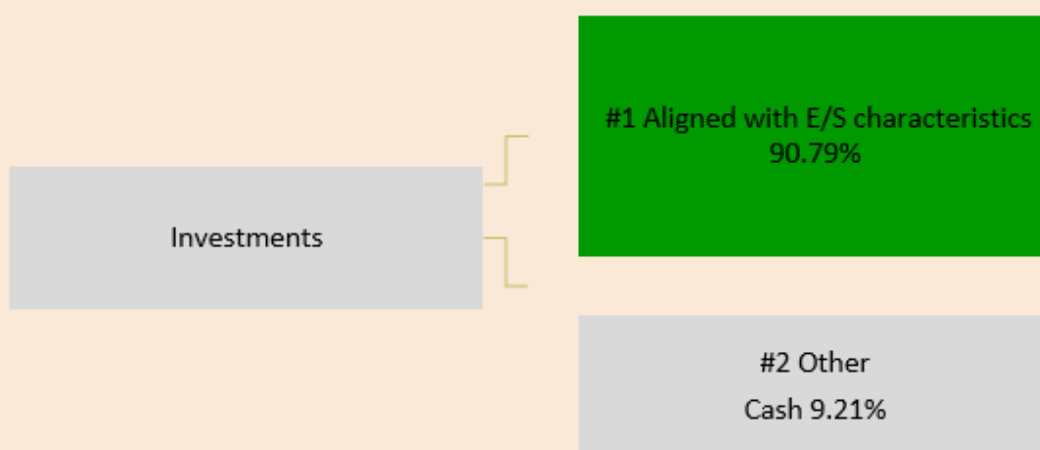 #1 Aligned with E/S characteristics
90.79%
Investments
#2 Other
Cash 9.21%